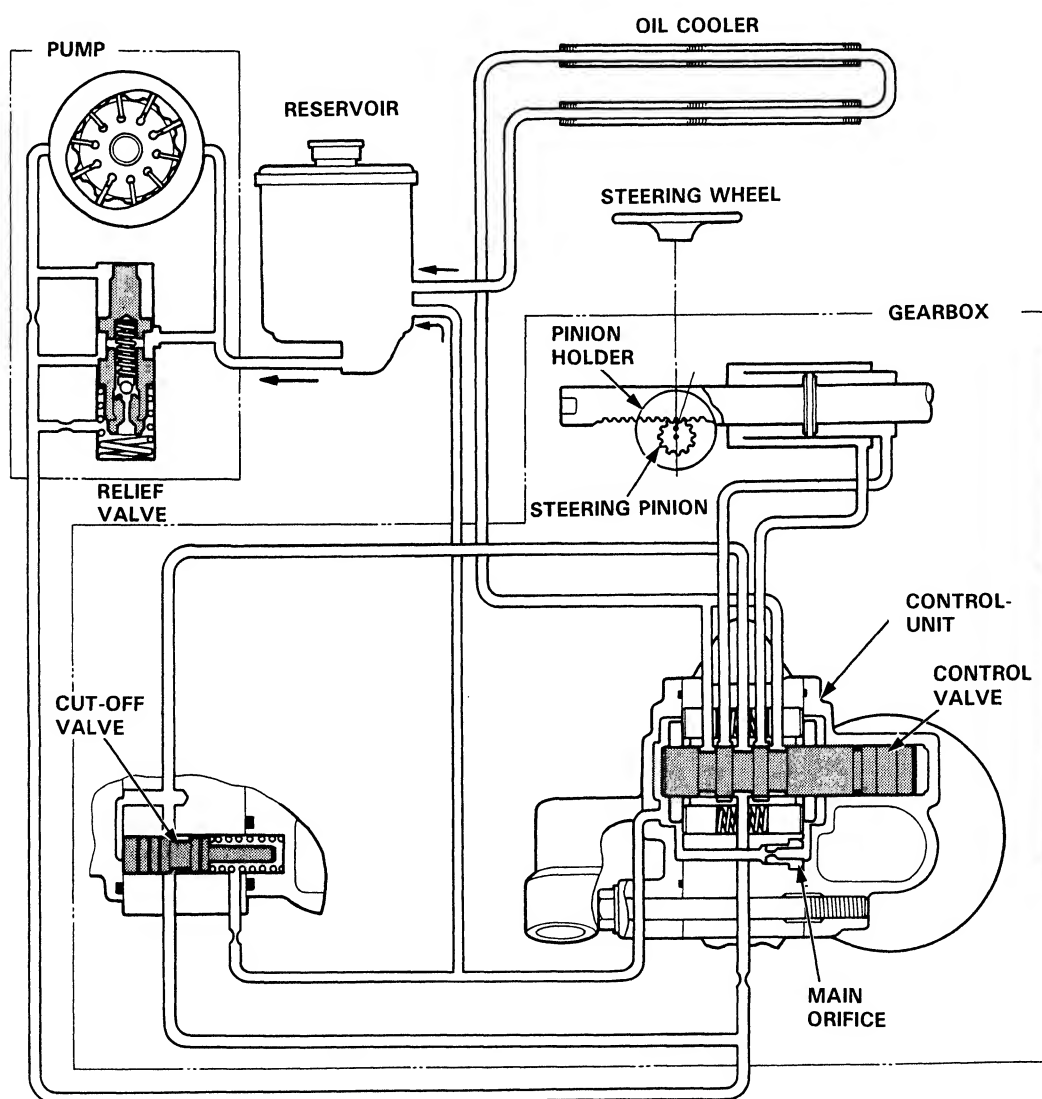 OIL COOLER
PUMP
RESERVOIR
STEERING WHEEL
GEARBOX
PINION
HOLDER
STEERING PINION
RELIEF
VALVE
CONTROL-
UNIT
CONTROL
VALVE
CUT-OFF
VALVE
MAIN
ORIFICE